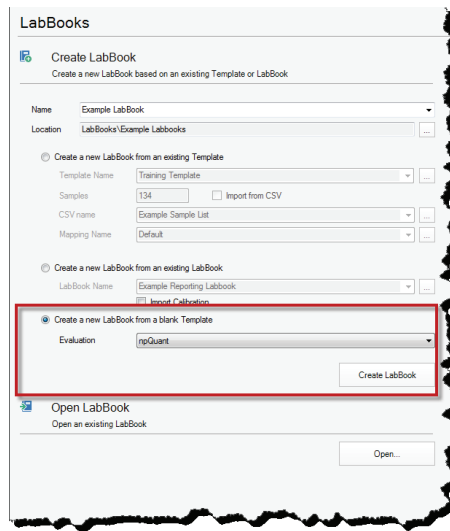 LabBooks
Create LabBook
Create a new LabBook based on an existing Template or LabBook
Name Example LabBook
Location LabBooks\Example Labbooks ...
Create a new LabBook from an existing Template
Template Name Training Template ...
Samples 134 Import from CSV
CSV name Example Sample List ...
Mapping Name Default ...
Create a new LabBook from an existing LabBook
LabBook Name Example Reporting Labbook ...
Import Calibration
Create a new LabBook from a blank Template
Evaluation npQuant
Create LabBook
Open LabBook
Open an existing LabBook
Open...